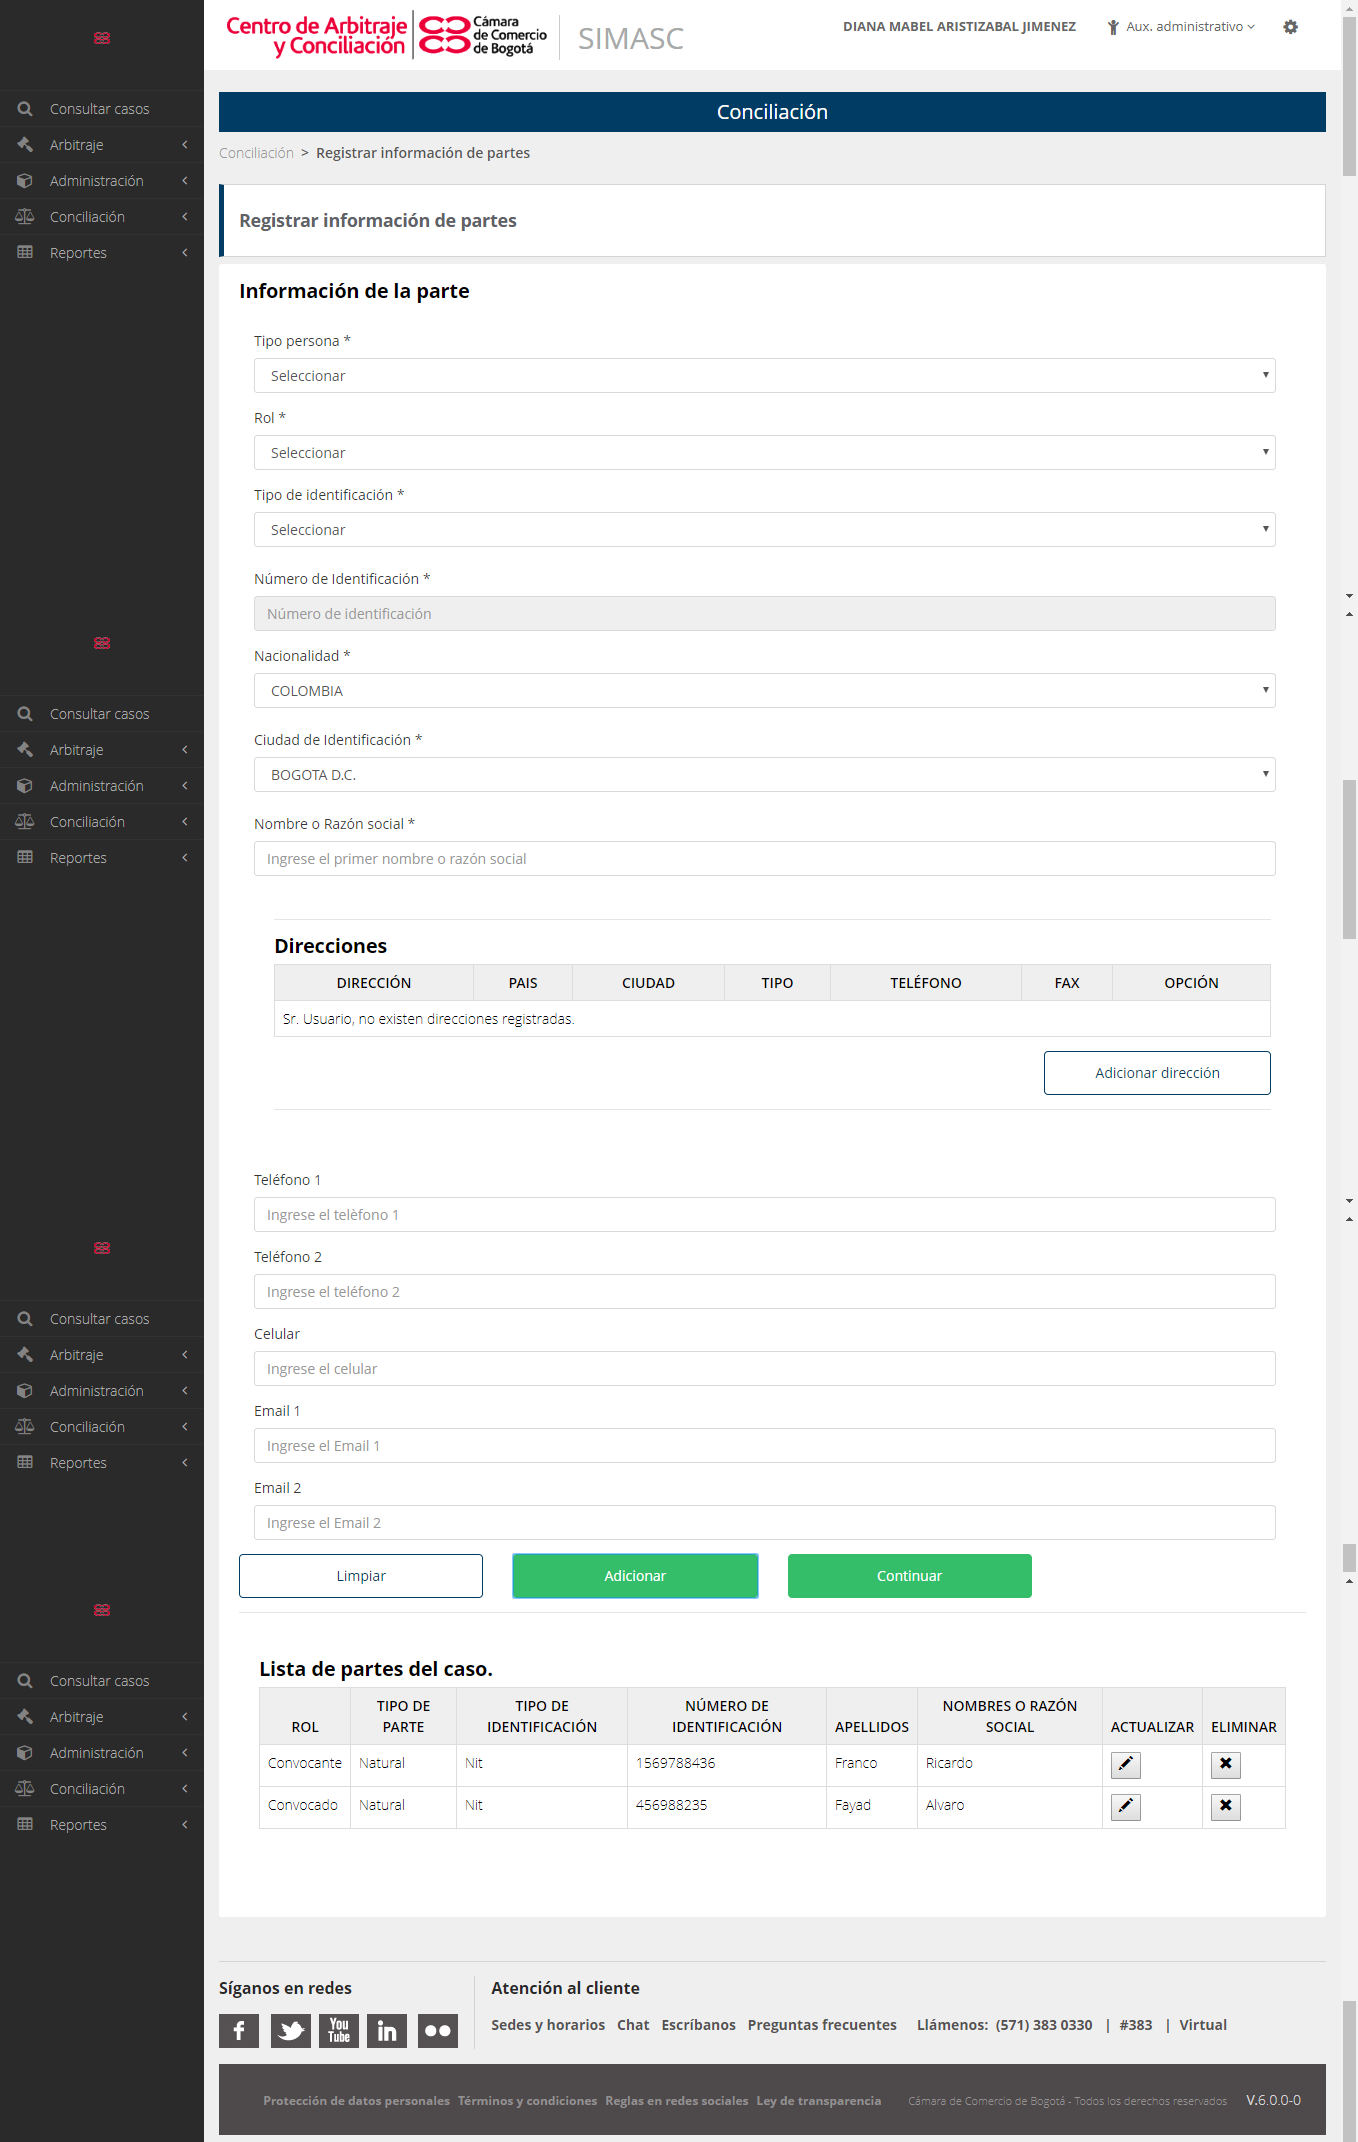 Centro de Arbitraje
y Conciliación
Cámara
de Comercio
de Bogotá
SIMASC
DIANA MABEL ARISTIZABAL JIMENEZ
Aux. administrativo
Consultar casos
Arbitraje
Administración
Conciliación
Reportes
Conciliación
Conciliación > Registrar información de partes
Registrar información de partes
Información de la parte
Tipo persona *
Seleccionar
Rol *
Seleccionar
Tipo de identificación *
Seleccionar
Número de Identificación *
Número de identificación
Nacionalidad *
COLOMBIA
Ciudad de Identificación *
BOGOTA D.C.
Nombre o Razón social *
Ingrese el primer nombre o razón social
Consultar casos
Arbitraje
Administración
Conciliación
Reportes
Direcciones
DIRECCIÓN PAIS CIUDAD TIPO TELÉFONO FAX OPCIÓN
Sr. Usuario, no existen direcciones registradas.
Adicionar dirección
Teléfono 1
Ingrese el telèfono 1
Teléfono 2
Ingrese el teléfono 2
Celular
Ingrese el celular
Email 1
Ingrese el Email 1
Email 2
Ingrese el Email 2
Consultar casos
Arbitraje
Administración
Conciliación
Reportes
Limpiar Adicionar Continuar
Lista de partes del caso.
ROL TIPO DE PARTE TIPO DE IDENTIFICACIÓN NÚMERO DE IDENTIFICACIÓN APELLIDOS NOMBRES O RAZÓN SOCIAL ACTUALIZAR ELIMINAR
Convocante Natural Nit 1569788436 Franco Ricardo
Convocado Natural Nit 456988235 Fayad Alvaro
Consultar casos
Arbitraje
Administración
Conciliación
Reportes
Síganos en redes
You
Tube
in
Atención al cliente
Sedes y horarios Chat Escríbanos Preguntas frecuentes Llámenos: (571) 383 0330 | #383 | Virtual
Protección de datos personales Términos y condiciones Reglas en redes sociales Ley de transparencia Cámara de Comercio de Bogotá - Todos los derechos reservados V.6.0.0-0